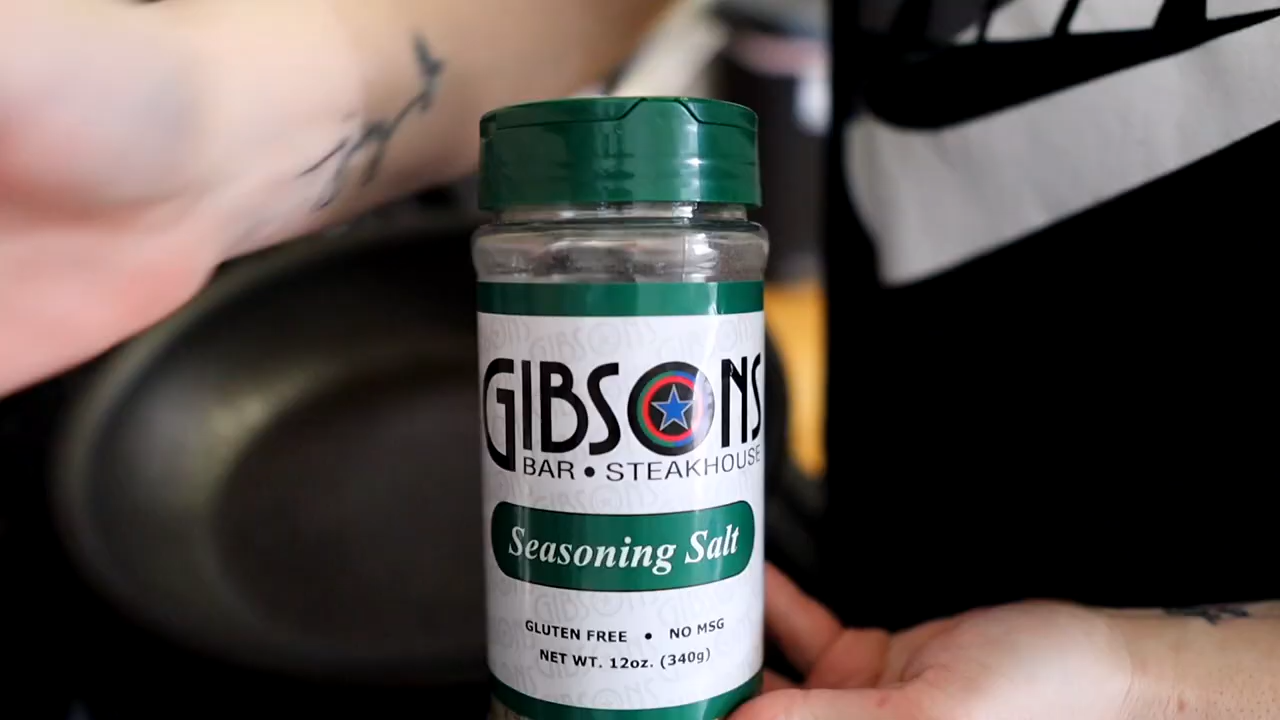 GIBSONS
BAR • STEAKHOUSE
Seasoning Salt
GLUTEN FREE • NO MSG
NET WT. 12oz. (340g)